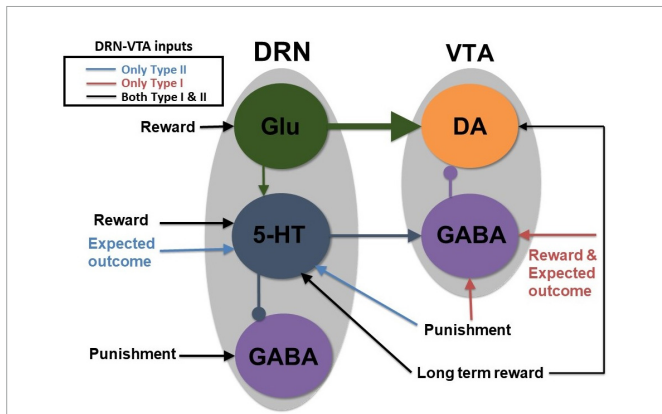 DRN VTA
DRN-VTA inputs
Only Type II
Only Type I
Both Type I & II
Reward
Glu
DA
Reward
Expected
outcome
5-HT
GABA
Reward &
Expected
outcome
Punishment
Punishment
GABA
Long term reward